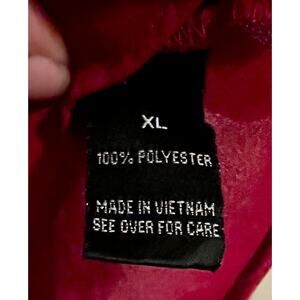 XL
100% POLYESTER
MADE IN VIETNAM
SEE OVER FOR CARE